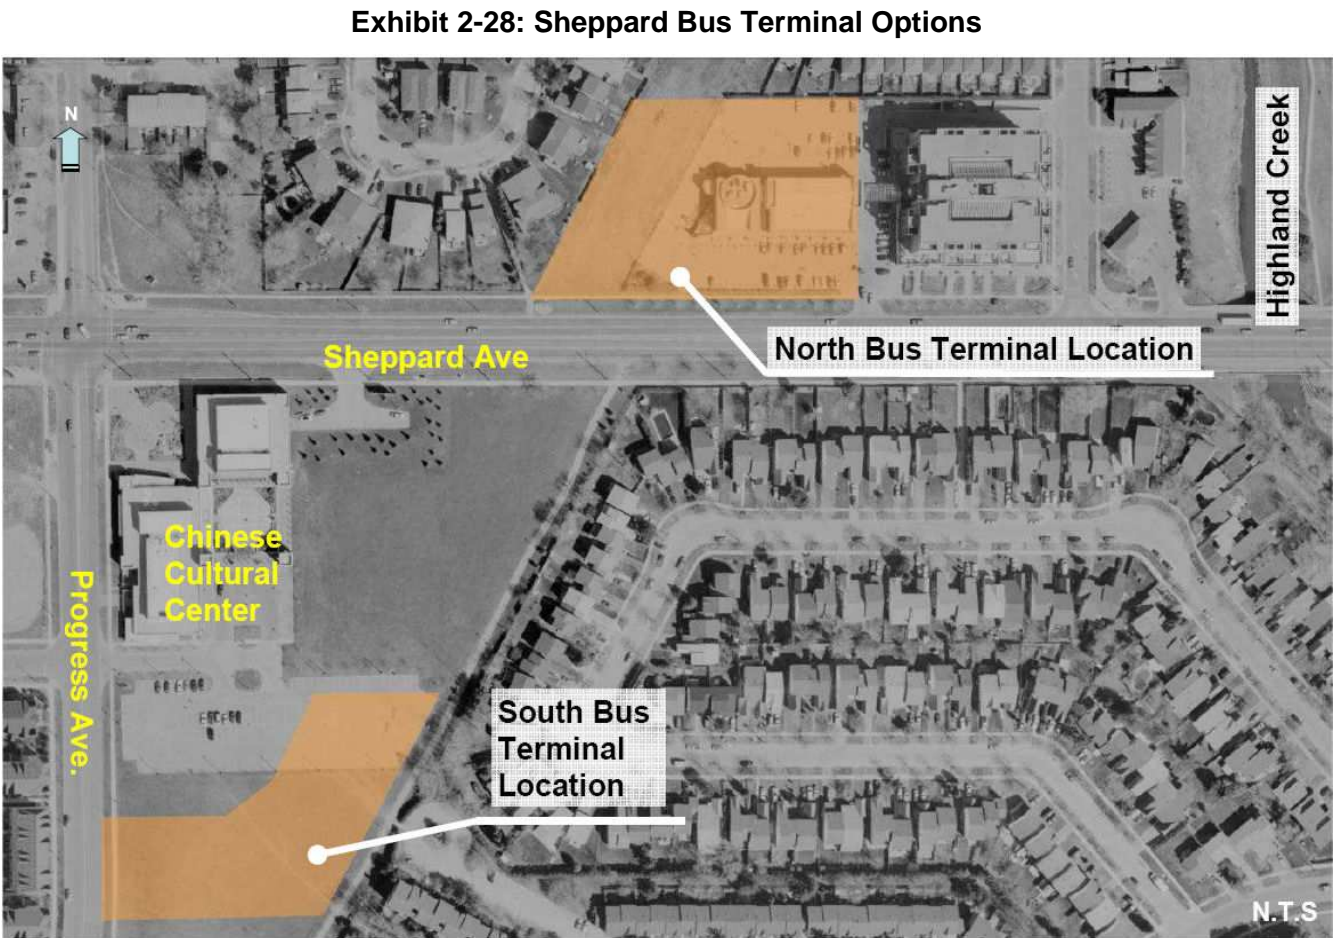 Exhibit 2-28: Sheppard Bus Terminal Options
N
Highland Creek
North Bus Terminal Location
Sheppard Ave
Chinese
Cultural
Center
Progress Ave.
South Bus
Terminal
Location
N.T.S